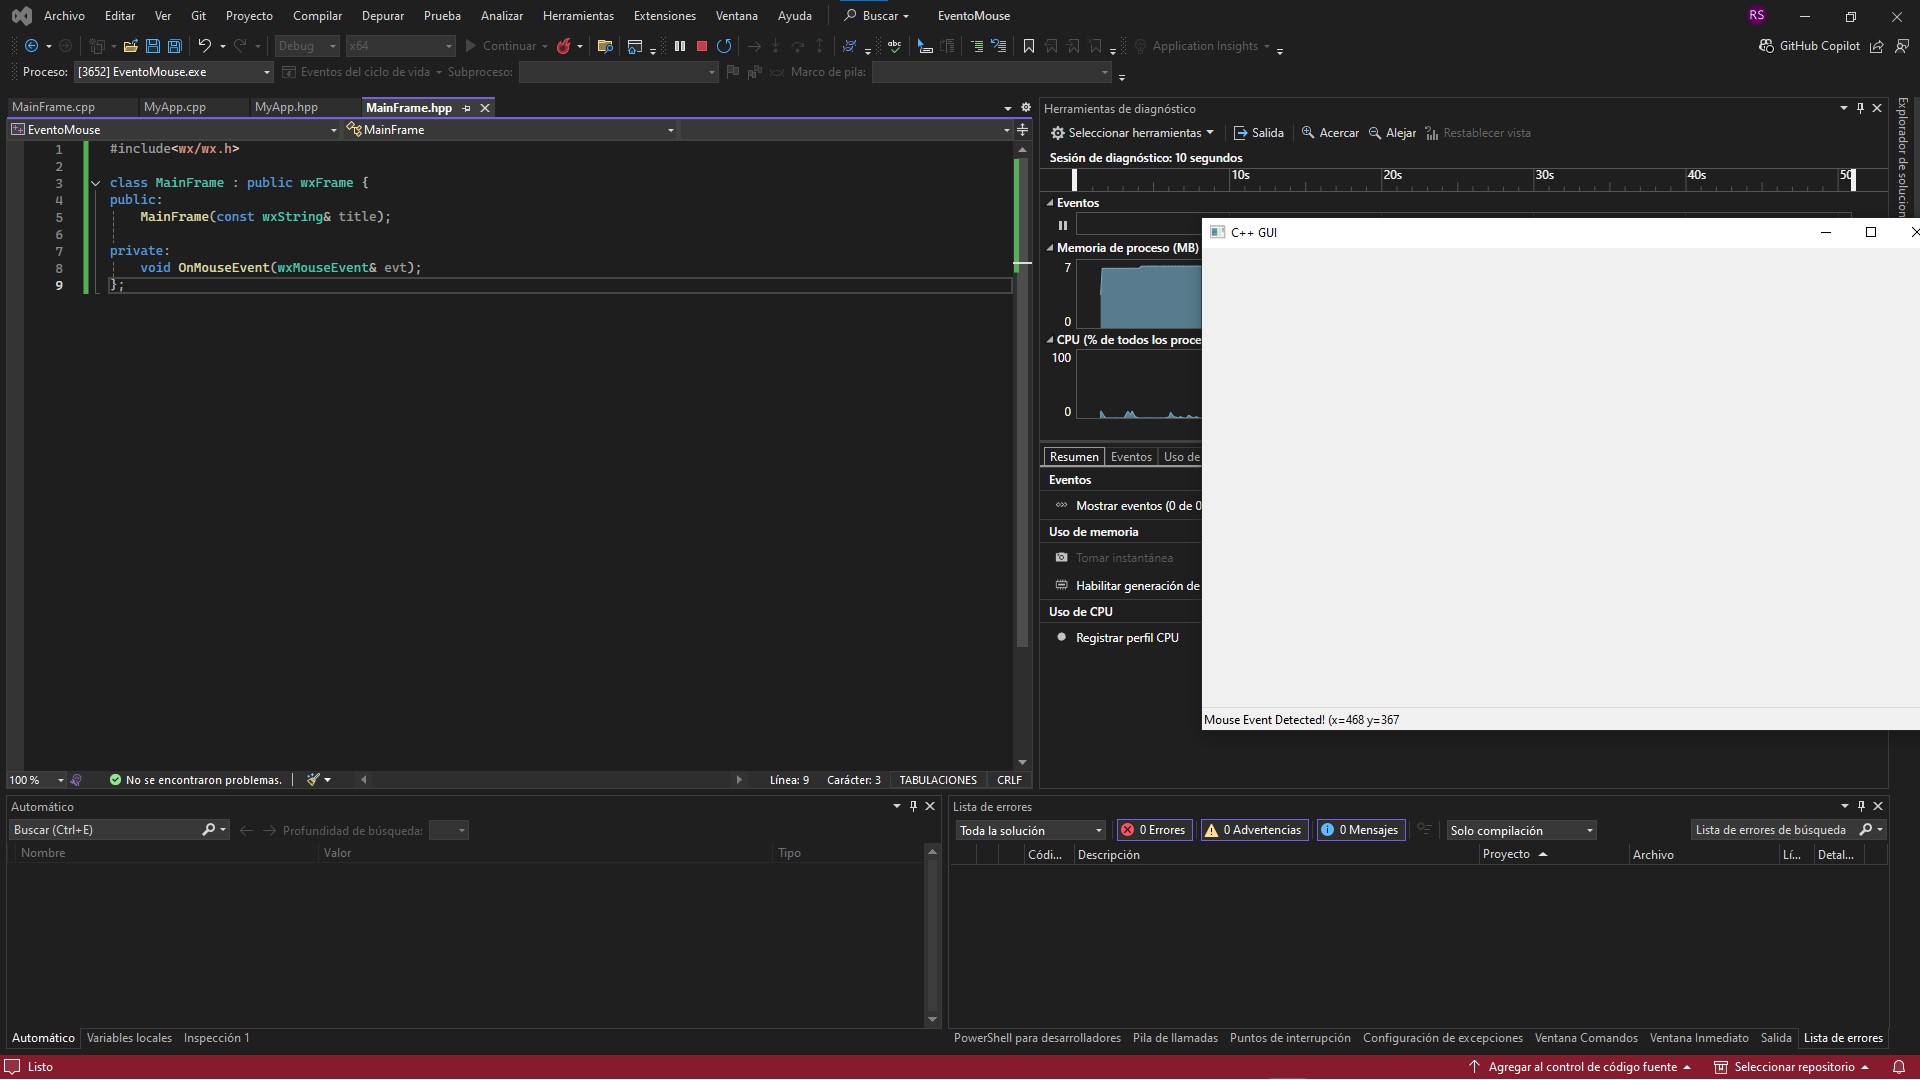 Archivo Editar Ver Git Proyecto Compilar Depurar Prueba Analizar Herramientas Extensiones Ventana Ayuda Buscar EventoMouse RS
Debug x64 Continuar abc Application Insights GitHub Copilot
Proceso: [3652] EventoMouse.exe Eventos del ciclo de vida Subproceso: Marco de pila:
MainFrame.cpp MyApp.cpp MyApp.hpp MainFrame.hpp
EventoMouse MainFrame
1 #include<wx/wx.h>
2
3 class MainFrame : public wxFrame {
4 public:
5 MainFrame(const wxString& title);
6
7 private:
8 void OnMouseEvent(wxMouseEvent& evt);
9 };
100 % No se encontraron problemas. Línea: 9 Carácter: 3 TABULACIONES CRLF
Herramientas de diagnóstico
Seleccionar herramientas Salida Acercar Alejar Restablecer vista
Sesión de diagnóstico: 10 segundos
10s 20s 30s 40s 50
Eventos
Memoria de proceso (MB)
7
0
CPU (% de todos los proce
100
0
Resumen Eventos Uso de
Eventos
Mostrar eventos (0 de 0
Uso de memoria
Tomar instantánea
Habilitar generación de
Uso de CPU
Registrar perfil CPU
Explorador de solucion
C++ GUI
Mouse Event Detected! (x=468 y=367
Automático
Buscar (Ctrl+E) Profundidad de búsqueda:
Nombre Valor Tipo
Automático Variables locales Inspección 1
Lista de errores
Toda la solución 0 Errores 0 Advertencias 0 Mensajes Solo compilación Lista de errores de búsqueda
Códi... Descripción Proyecto Archivo Lí... Detal...
PowerShell para desarrolladores Pila de llamadas Puntos de interrupción Configuración de excepciones Ventana Comandos Ventana Inmediato Salida Lista de errores
Listo Agregar al control de código fuente Seleccionar repositorio